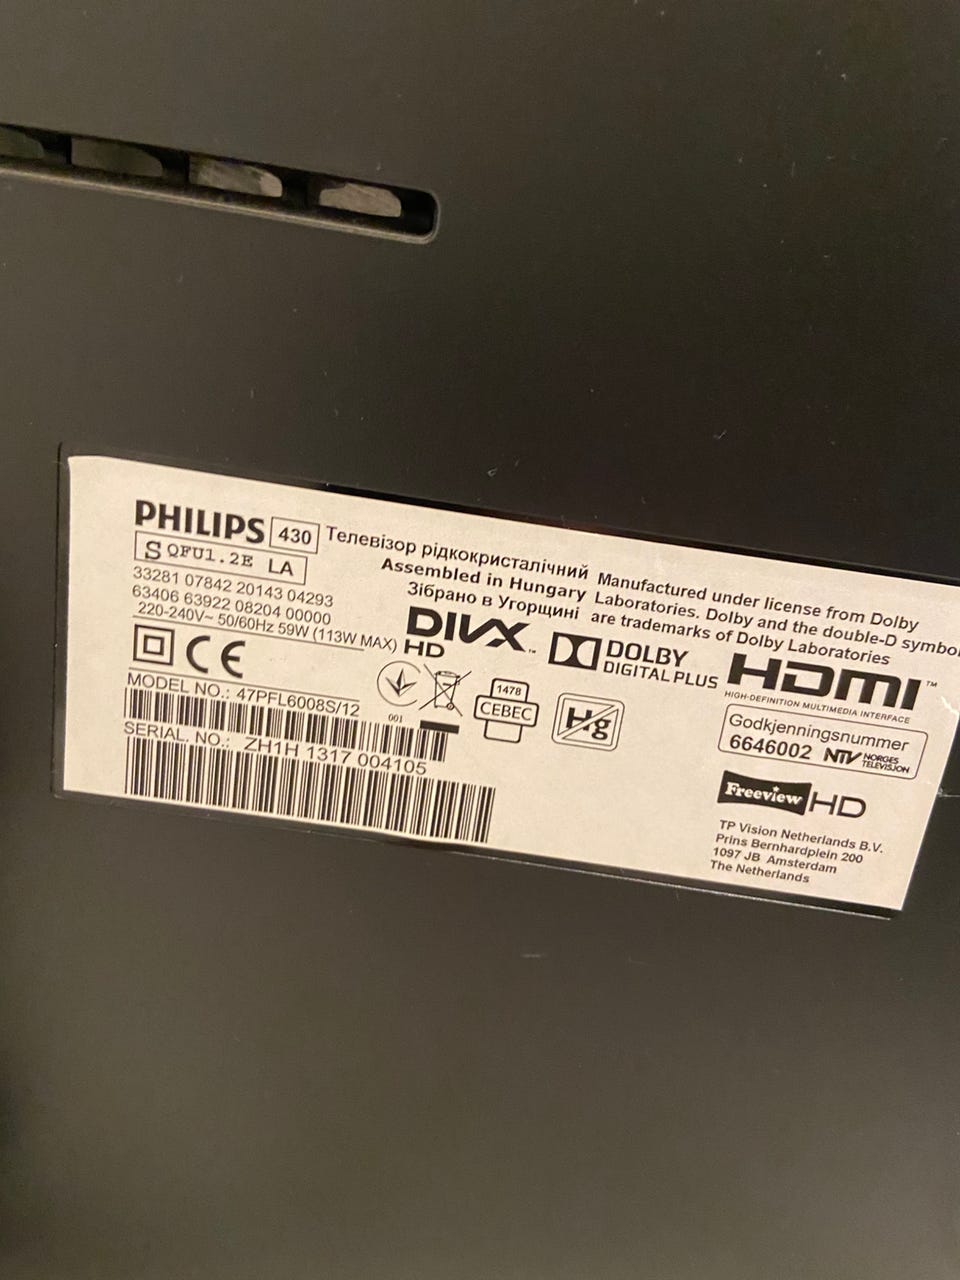 PHILIPS 430 Телевізор рідкокристалічний
S QFU1.2E LA
Assembled in Hungary
Зібрано в Угорщині
33281 07842 20143 04293
63406 63922 08204 00000
220-240V~ 50/60Hz 59W (113W MAX)
Manufactured under license from Dolby
Laboratories. Dolby and the double-D symbol
are trademarks of Dolby Laboratories
DIVX™
HD
DOLBY
DIGITAL PLUS
HDMI™
HIGH-DEFINITION MULTIMEDIA INTERFACE
CE
001
1478
CEBEC
Hg
MODEL NO.: 47PFL6008S/12
SERIAL. NO.: ZH1H 1317 004105
Godkjenningsnummer
6646002 NTV NORGES
TELEVISJON
Freeview HD
TP Vision Netherlands B.V.
Prins Bernhardplein 200
1097 JB Amsterdam
The Netherlands